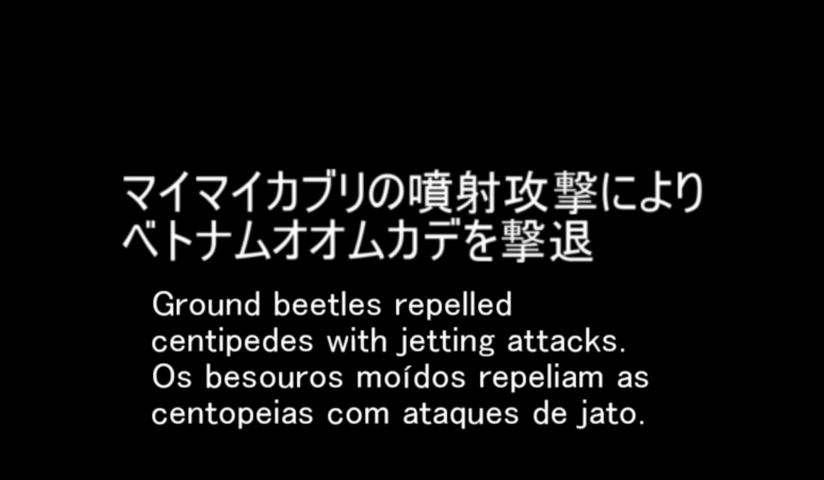 マイマイカブリの噴射攻撃により
ベトナムオオムカデを撃退
Ground beetles repelled
centipedes with jetting attacks.
Os besouros moídos repeliam as
centopeias com ataques de jato.